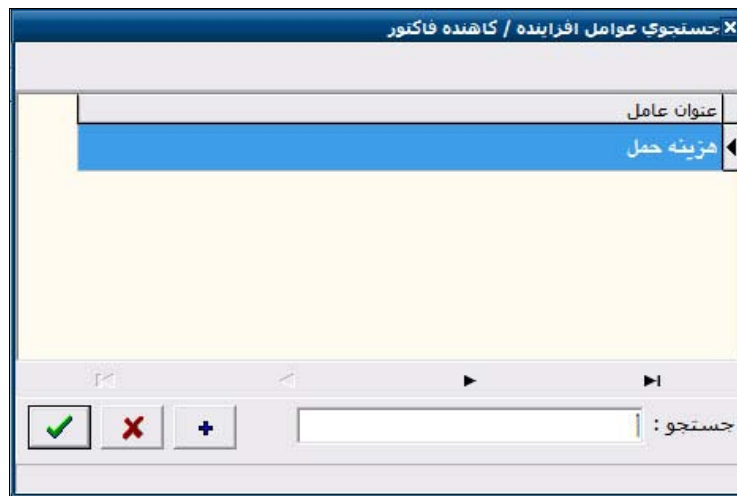 جستجوي عوامل افزاينده / كاهنده فاكتور
عنوان عامل
هزينه حمل
جستجو :